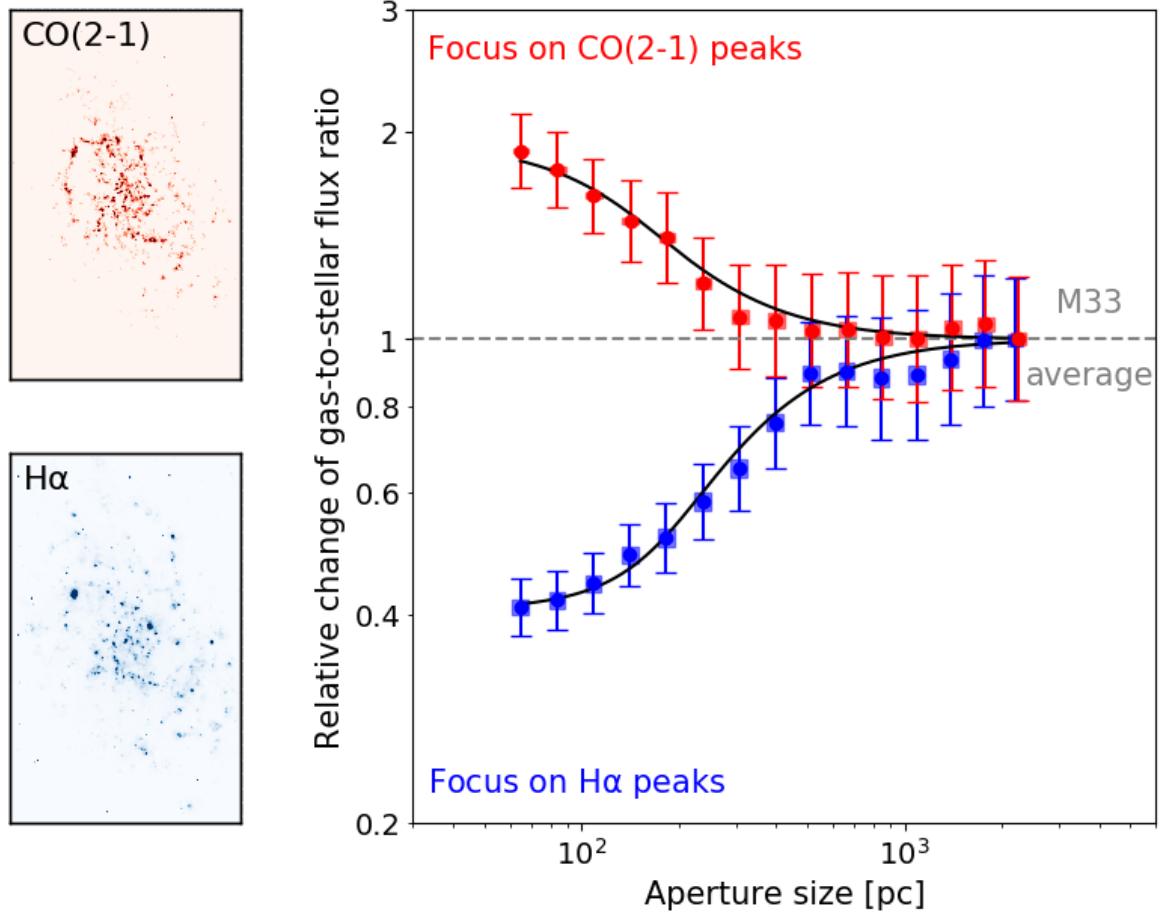 CO(2-1)
Hα
Relative change of gas-to-stellar flux ratio
3
2
1
0.8
0.6
0.4
0.2
Focus on CO(2-1) peaks
M33
average
Focus on Hα peaks
10²
10³
Aperture size [pc]